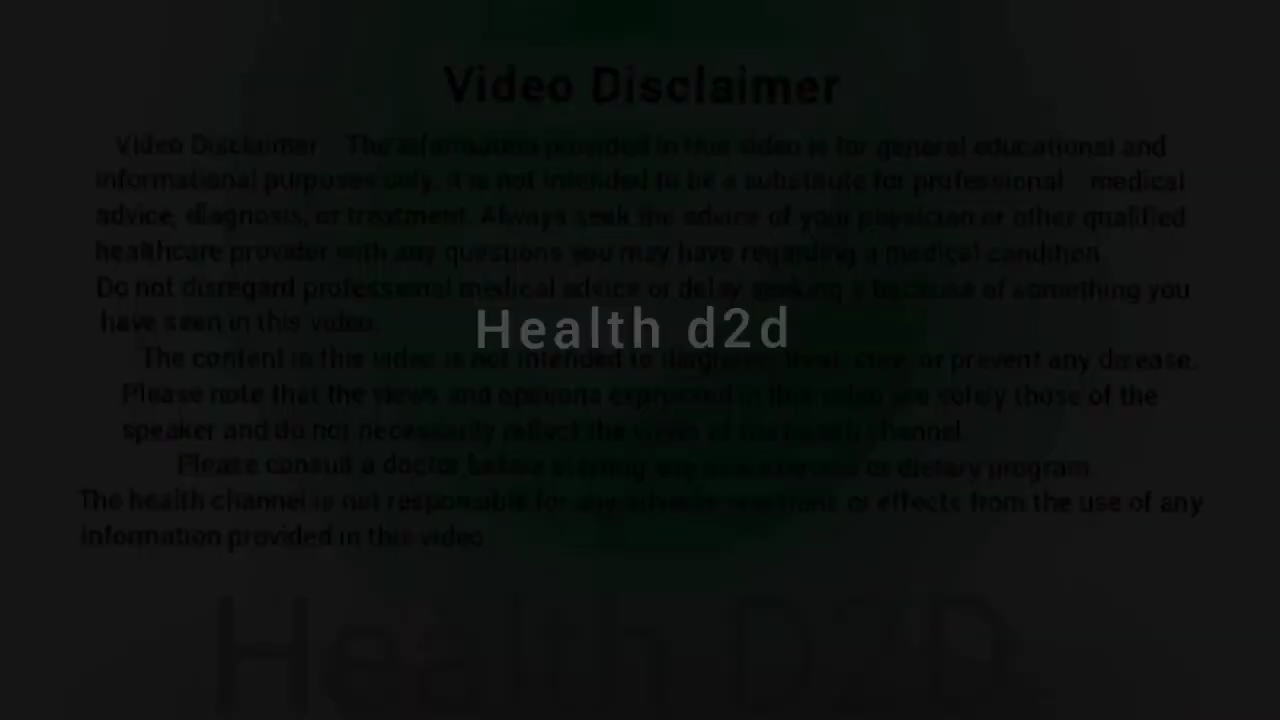 Video Disclaimer
Video Disclaimer The information provided in this video is for general educational and
informational purposes only. It is not intended to be a substitute for professional medical
advice, diagnosis, or treatment. Always seek the advice of your physician or other qualified
healthcare provider with any questions you may have regarding a medical condition.
Do not disregard professional medical advice or delay seeking it because of something you
have seen in this video.
Health d2d
The content in this video is not intended to diagnose, treat, cure, or prevent any disease.
Please note that the views and opinions expressed in this video are solely those of the
speaker and do not necessarily reflect the views of the health channel.
Please consult a doctor before starting any or dietary program.
The health channel is not responsible for any adverse reactions or effects from the use of any
information provided in this video
Health D2D